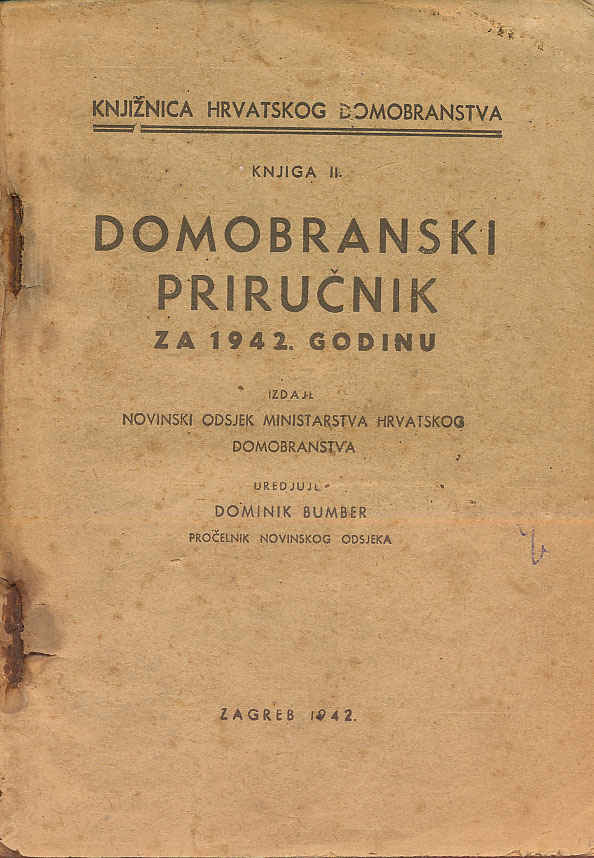 KNJIŽNICA HRVATSKOG DOMOBRANSTVA
KNJIGA II.
DOMOBRANSKI
PRIRUČNIK
ZA 1942. GODINU
IZDAJE
NOVINSKI ODSJEK MINISTARSTVA HRVATSKOG
DOMOBRANSTVA
UREDJUJE
DOMINIK BUMBER
PROČELNIK NOVINSKOG ODSJEKA
ZAGREB 1942.